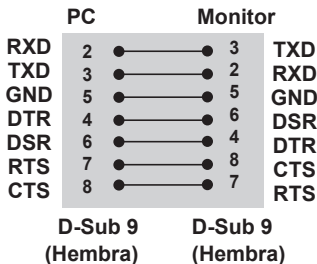 PC Monitor
RXD 2 3 TXD
TXD 3 2 RXD
GND 5 5 GND
DTR 4 6 DSR
DSR 6 4 DTR
RTS 7 8 CTS
CTS 8 7 RTS
D-Sub 9 D-Sub 9
(Hembra) (Hembra)